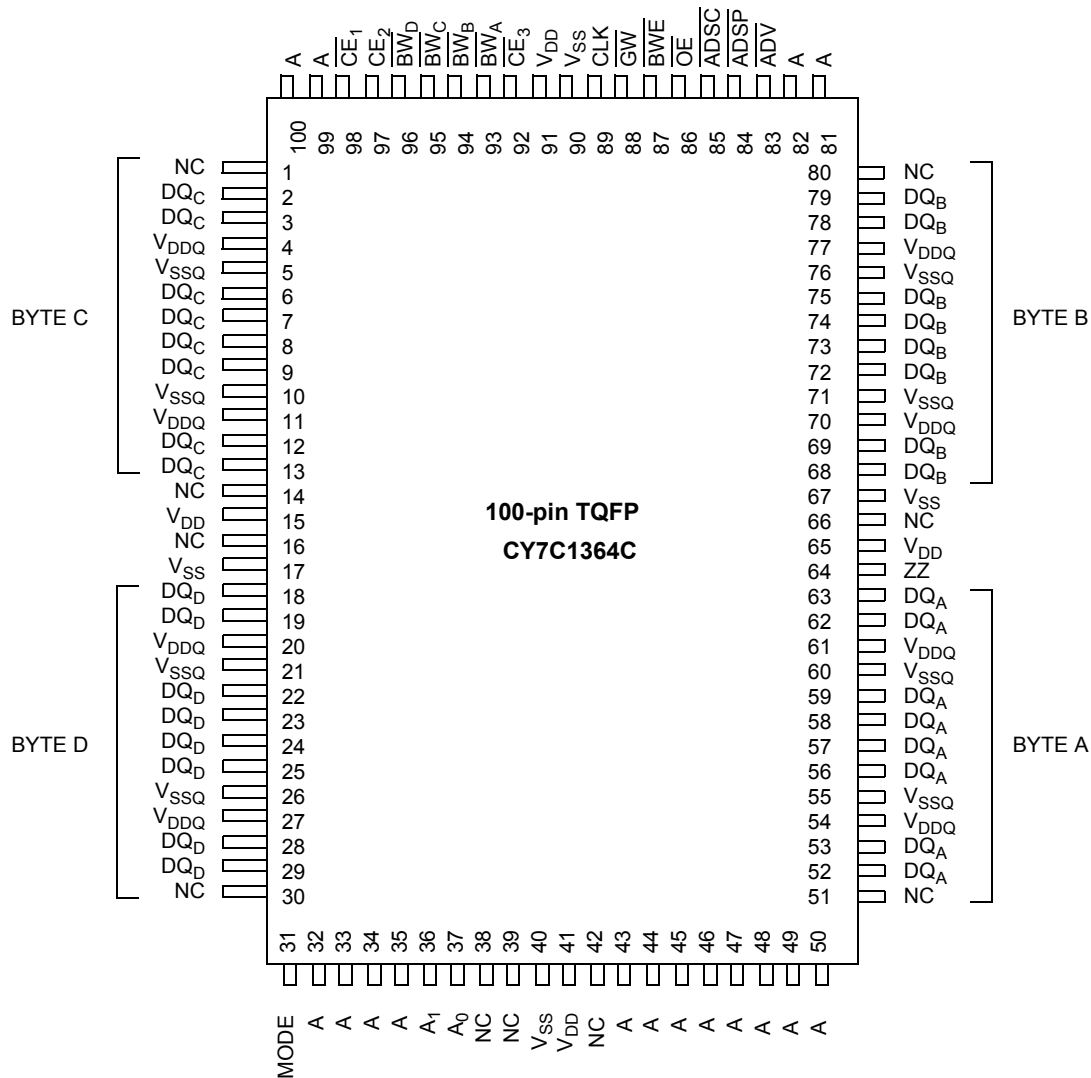 A A CE1 CE2 BWD BWC BWB BWA CE3 VDD VSS CLK GW BWE OE ADSC ADSP ADV A A
100 99 98 97 96 95 94 93 92 91 90 89 88 87 86 85 84 83 82 81
NC 1 80 NC
DQC 2 79 DQB
DQC 3 78 DQB
VDDQ 4 77 VDDQ
VSSQ 5 76 VSSQ
DQC 6 75 DQB
BYTE C DQC 7 74 DQB BYTE B
DQC 8 73 DQB
DQC 9 72 DQB
VSSQ 10 71 VSSQ
VDDQ 11 70 VDDQ
DQC 12 69 DQB
DQC 13 68 DQB
NC 14 67 VSS
100-pin TQFP
VDD 15 66 NC
NC 16 65 VDD
CY7C1364C
VSS 17 64 ZZ
DQD 18 63 DQA
DQD 19 62 DQA
VDDQ 20 61 VDDQ
VSSQ 21 60 VSSQ
DQD 22 59 DQA
DQD 23 58 DQA
BYTE D DQD 24 57 DQA BYTE A
DQD 25 56 DQA
VSSQ 26 55 VSSQ
VDDQ 27 54 VDDQ
DQD 28 53 DQA
DQD 29 52 DQA
NC 30 51 NC
31 32 33 34 35 36 37 38 39 40 41 42 43 44 45 46 47 48 49 50
MODE A A A A A1 A0 NC NC VSS VDD NC A A A A A A A A